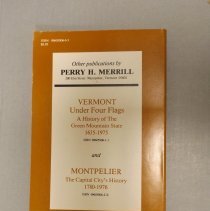 Other publications by
PERRY H. MERRILL
VERMONT
Under Four Flags
A History of The
Green Mountain State
1635-1975
and
MONTPELIER
The Capital City's History
1780-1976